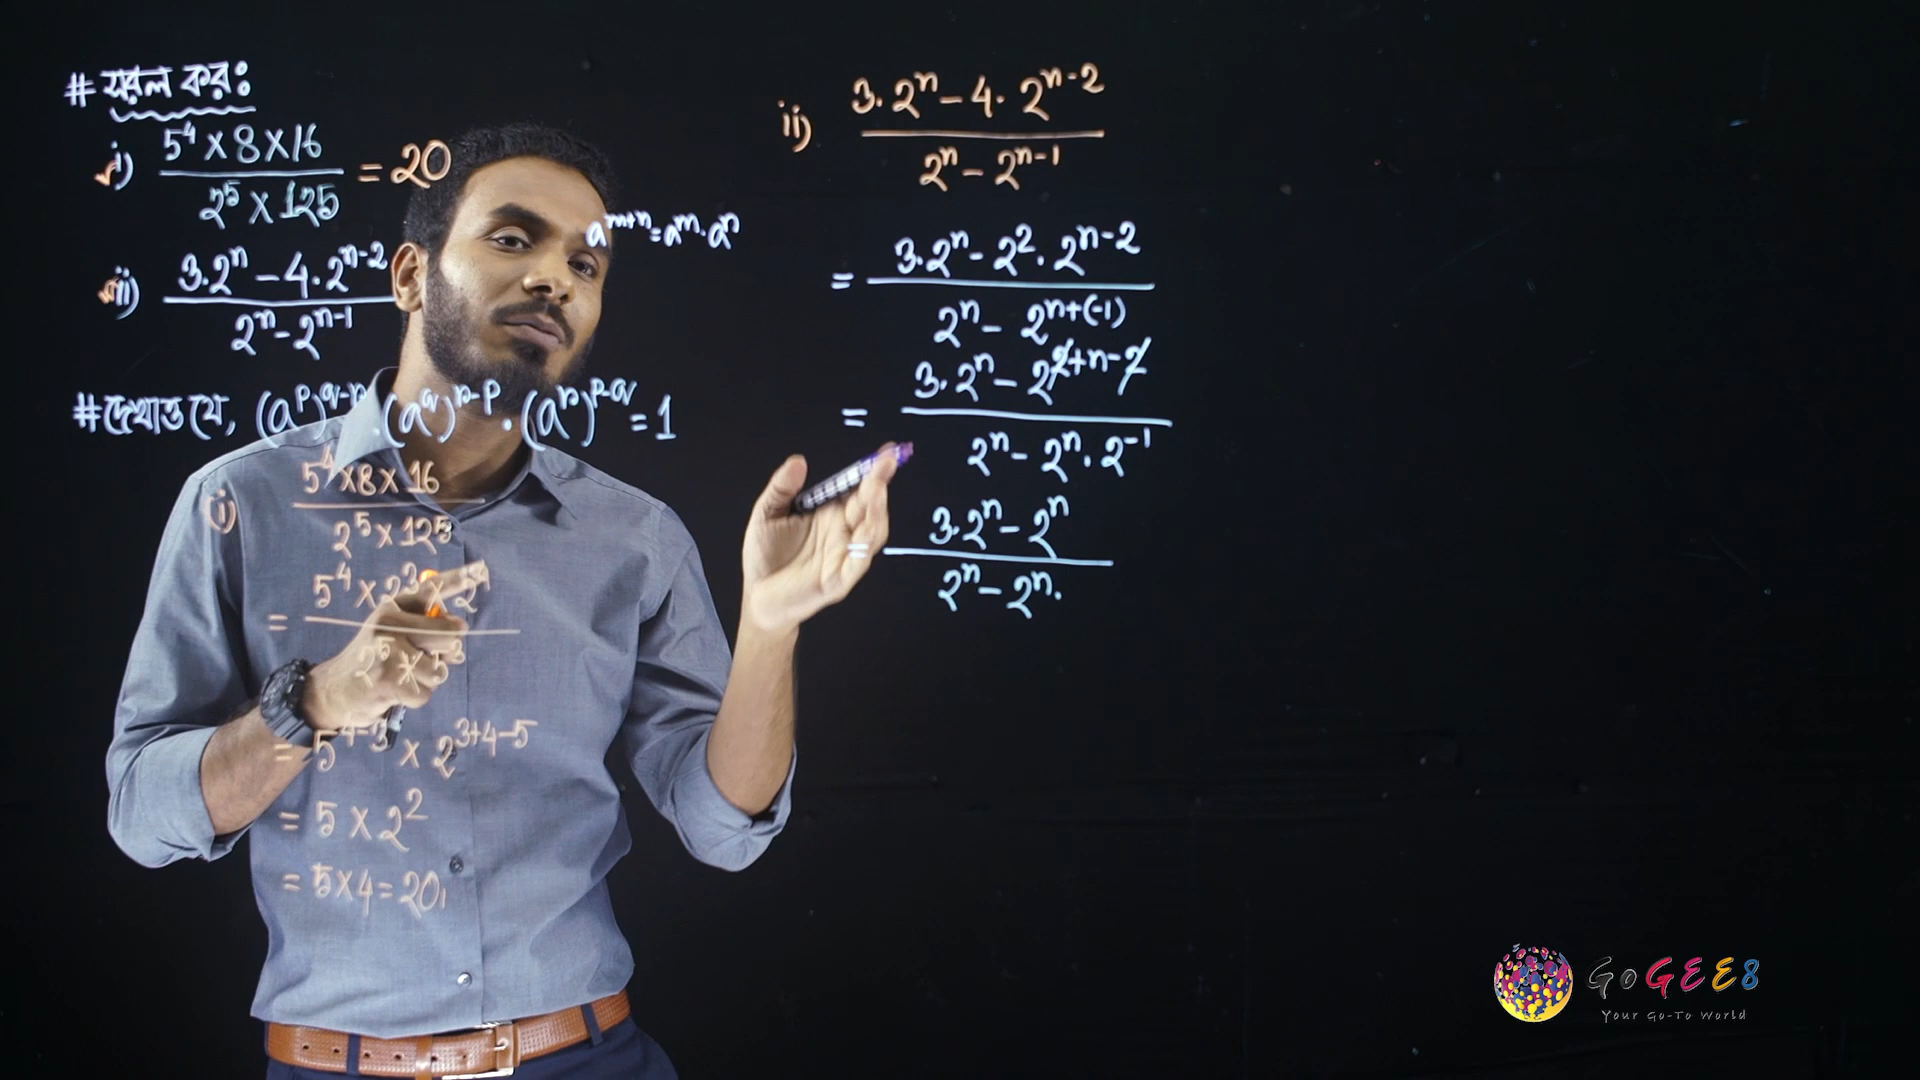 # সরল কর:
i) 5⁴ × 8 × 16 / 2⁵ × 125 = 20
ii) 3·2ⁿ − 4·2ⁿ⁻² / 2ⁿ − 2ⁿ⁻¹
aᵐ⁺ⁿ = aᵐ·aⁿ
# দেখাও যে,
= 1
(i) 5⁴ × 8 × 16 / 2⁵ × 125
= 5⁴ × 2³ × 2⁴ / 2⁵ × 5³
= 5⁴⁻³ × 2³⁺⁴⁻⁵
= 5 × 2²
= 5 × 4 = 20,
ii) 3·2ⁿ − 4·2ⁿ⁻² / 2ⁿ − 2ⁿ⁻¹
= 3·2ⁿ − 2²·2ⁿ⁻² / 2ⁿ − 2ⁿ⁺⁽⁻¹⁾
= 3·2ⁿ − 2²⁺ⁿ⁻² / 2ⁿ − 2ⁿ·2⁻¹
= 3·2ⁿ − 2ⁿ / 2ⁿ − 2ⁿ·
GoGEE8
Your Go-To World